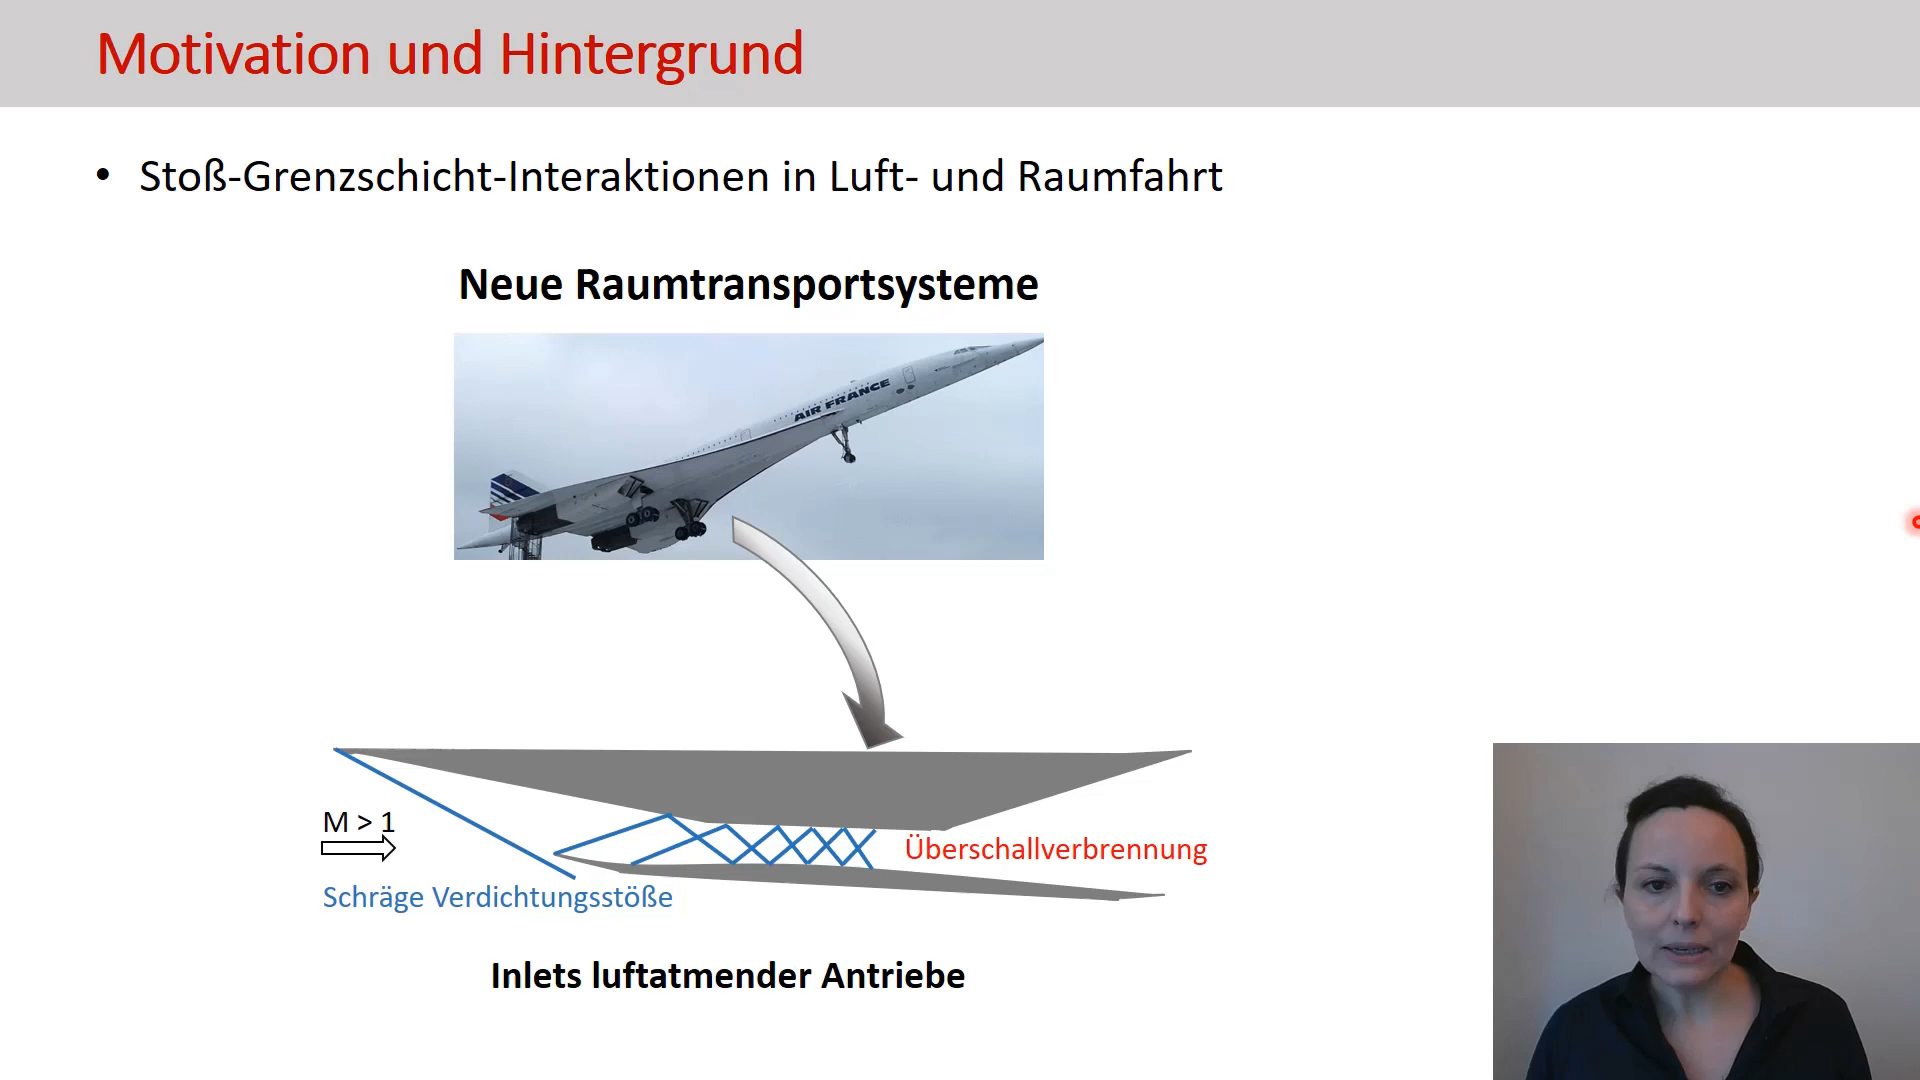 Motivation und Hintergrund
• Stoß-Grenzschicht-Interaktionen in Luft- und Raumfahrt
Neue Raumtransportsysteme
AIR FRANCE
M > 1
Überschallverbrennung
Schräge Verdichtungsstöße
Inlets luftatmender Antriebe